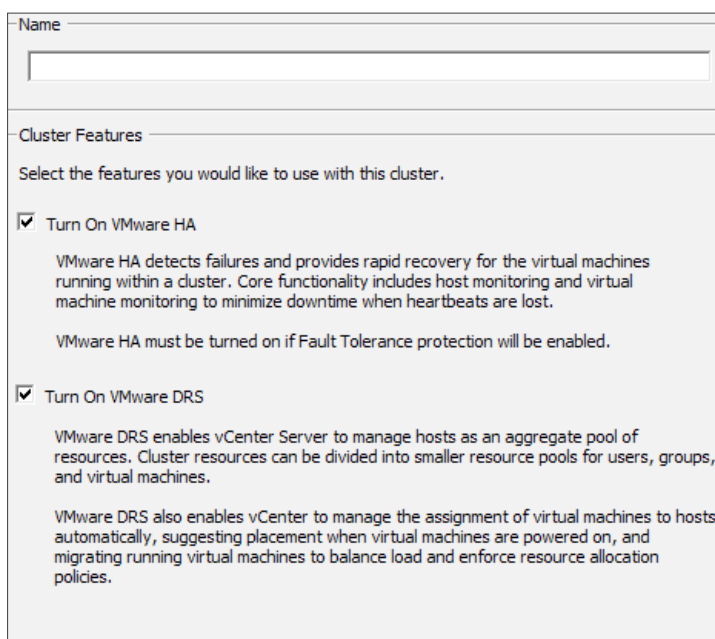 Name
Cluster Features
Select the features you would like to use with this cluster.
Turn On VMware HA
VMware HA detects failures and provides rapid recovery for the virtual machines
running within a cluster. Core functionality includes host monitoring and virtual
machine monitoring to minimize downtime when heartbeats are lost.
VMware HA must be turned on if Fault Tolerance protection will be enabled.
Turn On VMware DRS
VMware DRS enables vCenter Server to manage hosts as an aggregate pool of
resources. Cluster resources can be divided into smaller resource pools for users, groups,
and virtual machines.
VMware DRS also enables vCenter to manage the assignment of virtual machines to hosts
automatically, suggesting placement when virtual machines are powered on, and
migrating running virtual machines to balance load and enforce resource allocation
policies.